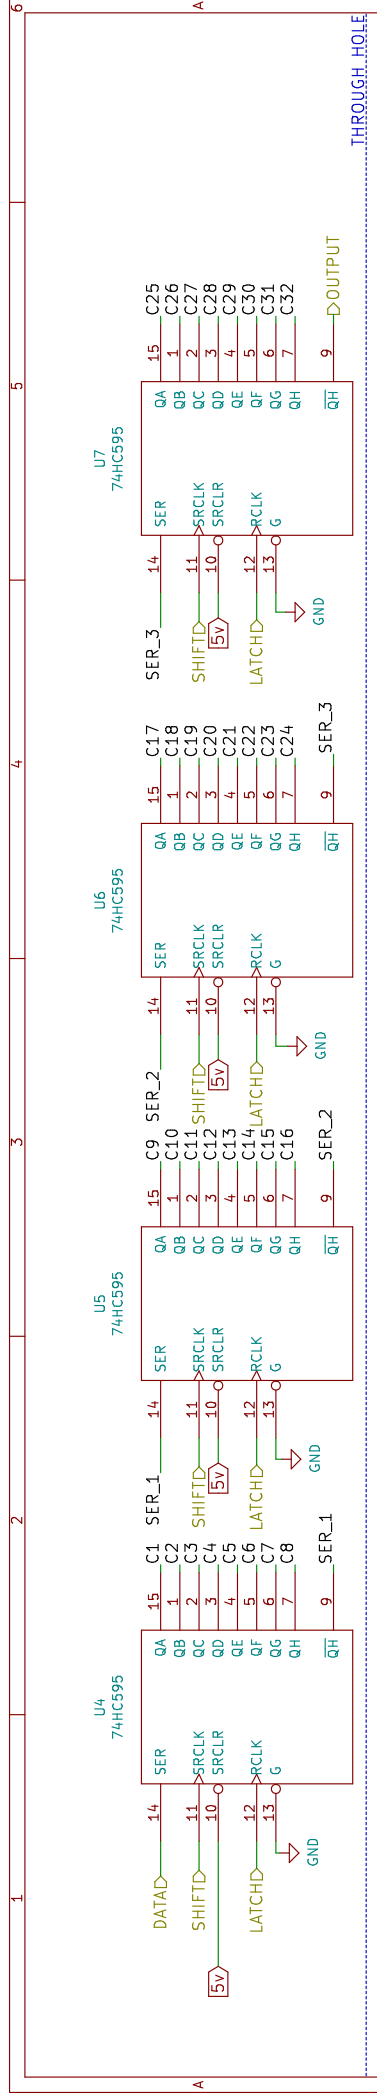 1 2 3 4 5 6
A
A
U4
74HC595
DATA 14 SER QA 15 C1
QB 1 C2
SHIFT 11 SRCLK QC 2 C3
5v 10 SRCLR QD 3 C4
QE 4 C5
LATCH 12 RCLK QF 5 C6
13 G QG 6 C7
QH 7 C8
GND
Q̅H̅ 9 SER_1
U5
74HC595
SER_1 14 SER QA 15 C9
QB 1 C10
SHIFT 11 SRCLK QC 2 C11
5v 10 SRCLR QD 3 C12
QE 4 C13
LATCH 12 RCLK QF 5 C14
13 G QG 6 C15
QH 7 C16
GND
Q̅H̅ 9 SER_2
U6
74HC595
SER_2 14 SER QA 15 C17
QB 1 C18
SHIFT 11 SRCLK QC 2 C19
5v 10 SRCLR QD 3 C20
QE 4 C21
LATCH 12 RCLK QF 5 C22
13 G QG 6 C23
QH 7 C24
GND
Q̅H̅ 9 SER_3
U7
74HC595
SER_3 14 SER QA 15 C25
QB 1 C26
SHIFT 11 SRCLK QC 2 C27
5v 10 SRCLR QD 3 C28
QE 4 C29
LATCH 12 RCLK QF 5 C30
13 G QG 6 C31
QH 7 C32
GND
Q̅H̅ 9 OUTPUT
THROUGH HOLE